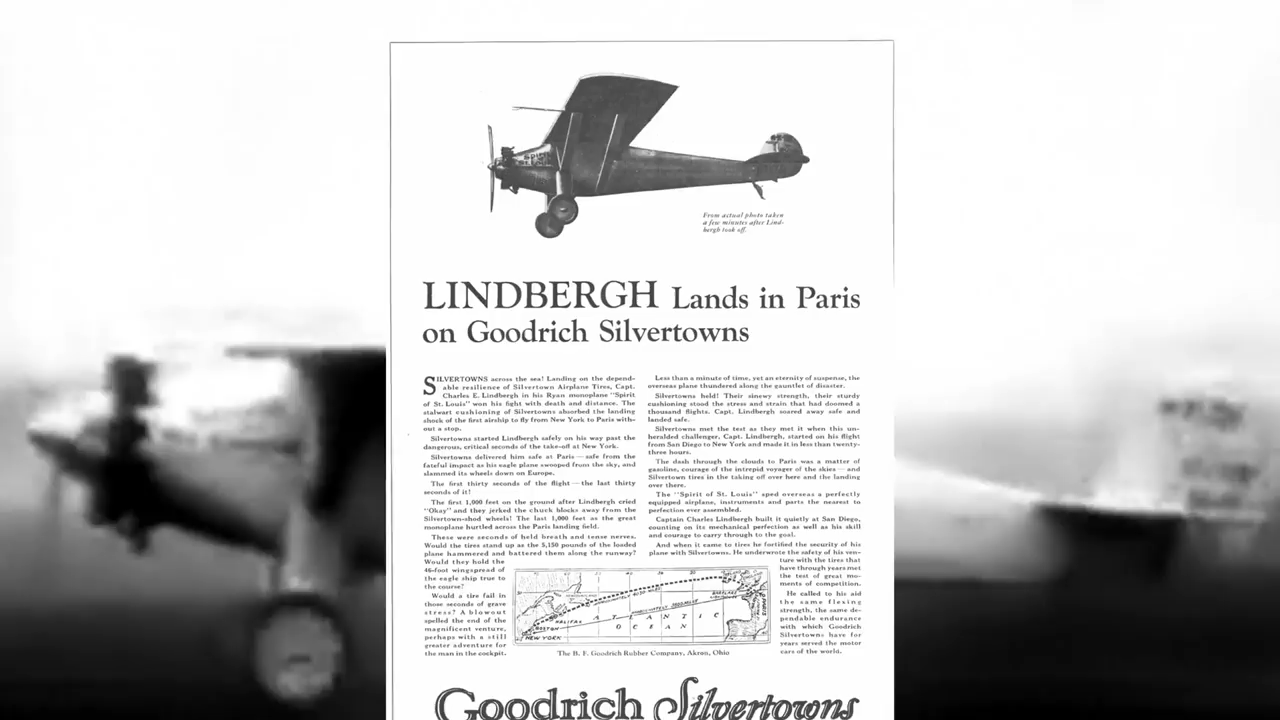 SPIRIT
From actual photo taken
a few minutes after Lind-
bergh took off.
LINDBERGH Lands in Paris
on Goodrich Silvertowns
SILVERTOWNS across the sea! Landing on the depend-
able resilience of Silvertown Airplane Tires, Capt.
Charles E. Lindbergh in his Ryan monoplane "Spirit
of St. Louis" won his fight with death and distance. The
stalwart cushioning of Silvertowns absorbed the landing
shock of the first airship to fly from New York to Paris with-
out a stop.
Silvertowns started Lindbergh safely on his way past the
dangerous, critical seconds of the take-off at New York.
Silvertowns delivered him safe at Paris—safe from the
fateful impact as his eagle plane swooped from the sky, and
slammed its wheels down on Europe.
The first thirty seconds of the flight—the last thirty
seconds of it!
The first 1,000 feet on the ground after Lindbergh cried
"Okay" and they jerked the chuck blocks away from the
Silvertown-shod wheels! The last 1,000 feet as the great
monoplane hurtled across the Paris landing field.
These were seconds of held breath and tense nerves.
Would the tires stand up as the 5,150 pounds of the loaded
plane hammered and battered them along the runway?
Would they hold the
46-foot wingspread of
the eagle ship true to
the course?
Would a tire fail in
those seconds of grave
stress? A blowout
spelled the end of the
magnificent venture,
perhaps with a still
greater adventure for
the man in the cockpit.
Less than a minute of time, yet an eternity of suspense, the
overseas plane thundered along the gauntlet of disaster.
Silvertowns held! Their sinewy strength, their sturdy
cushioning stood the stress and strain that had doomed a
thousand flights. Capt. Lindbergh soared away safe and
landed safe.
Silvertowns met the test as they met it when this un-
heralded challenger, Capt. Lindbergh, started on his flight
from San Diego to New York and made it in less than twenty-
three hours.
The dash through the clouds to Paris was a matter of
gasoline, courage of the intrepid voyager of the skies—and
Silvertown tires in the taking off over here and the landing
over there.
The "Spirit of St. Louis" sped overseas a perfectly
equipped airplane, instruments and parts the nearest to
perfection ever assembled.
Captain Charles Lindbergh built it quietly at San Diego,
counting on its mechanical perfection as well as his skill
and courage to carry through to the goal.
And when it came to tires he fortified the security of his
plane with Silvertowns. He underwrote the safety of his ven-
ture with the tires that
have through years met
the test of great mo-
ments of competition.
He called to his aid
the same flexing
strength, the same de-
pendable endurance
with which Goodrich
Silvertowns have for
years served the motor
cars of the world.
HALIFAX
BOSTON
NEW YORK
ATLANTIC
OCEAN
PARIS
The B. F. Goodrich Rubber Company, Akron, Ohio
Goodrich Silvertowns